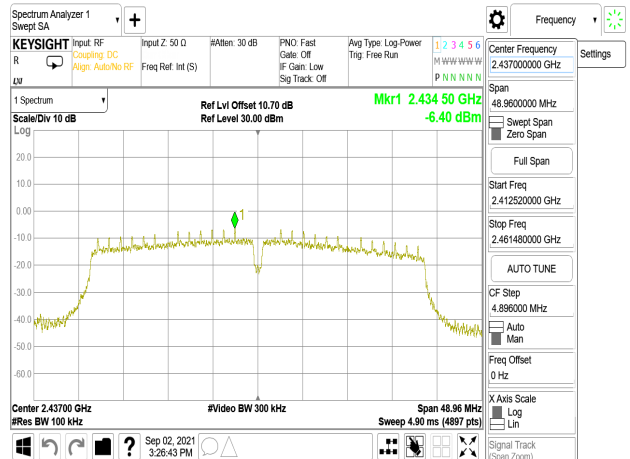 Spectrum Analyzer 1
Swept SA
Frequency
KEYSIGHT
R
Input: RF
Coupling: DC
Align: Auto/No RF
Input Z: 50 Ω
Freq Ref: Int (S)
#Atten: 30 dB
PNO: Fast
Gate: Off
IF Gain: Low
Sig Track: Off
Avg Type: Log-Power
Trig: Free Run
1 2 3 4 5 6
M W W W W W
P N N N N N
1 Spectrum
Scale/Div 10 dB
Log
Ref Lvl Offset 10.70 dB
Ref Level 30.00 dBm
Mkr1 2.434 50 GHz
-6.40 dBm
20.0
10.0
0.00
-10.0
-20.0
-30.0
-40.0
-50.0
-60.0
1
Center 2.43700 GHz
#Res BW 100 kHz
#Video BW 300 kHz
Span 48.96 MHz
Sweep 4.90 ms (4897 pts)
Sep 02, 2021
3:26:43 PM
Center Frequency
2.437000000 GHz
Settings
Span
48.9600000 MHz
Swept Span
Zero Span
Full Span
Start Freq
2.412520000 GHz
Stop Freq
2.461480000 GHz
AUTO TUNE
CF Step
4.896000 MHz
Auto
Man
Freq Offset
0 Hz
X Axis Scale
Log
Lin
Signal Track
(Span Zoom)